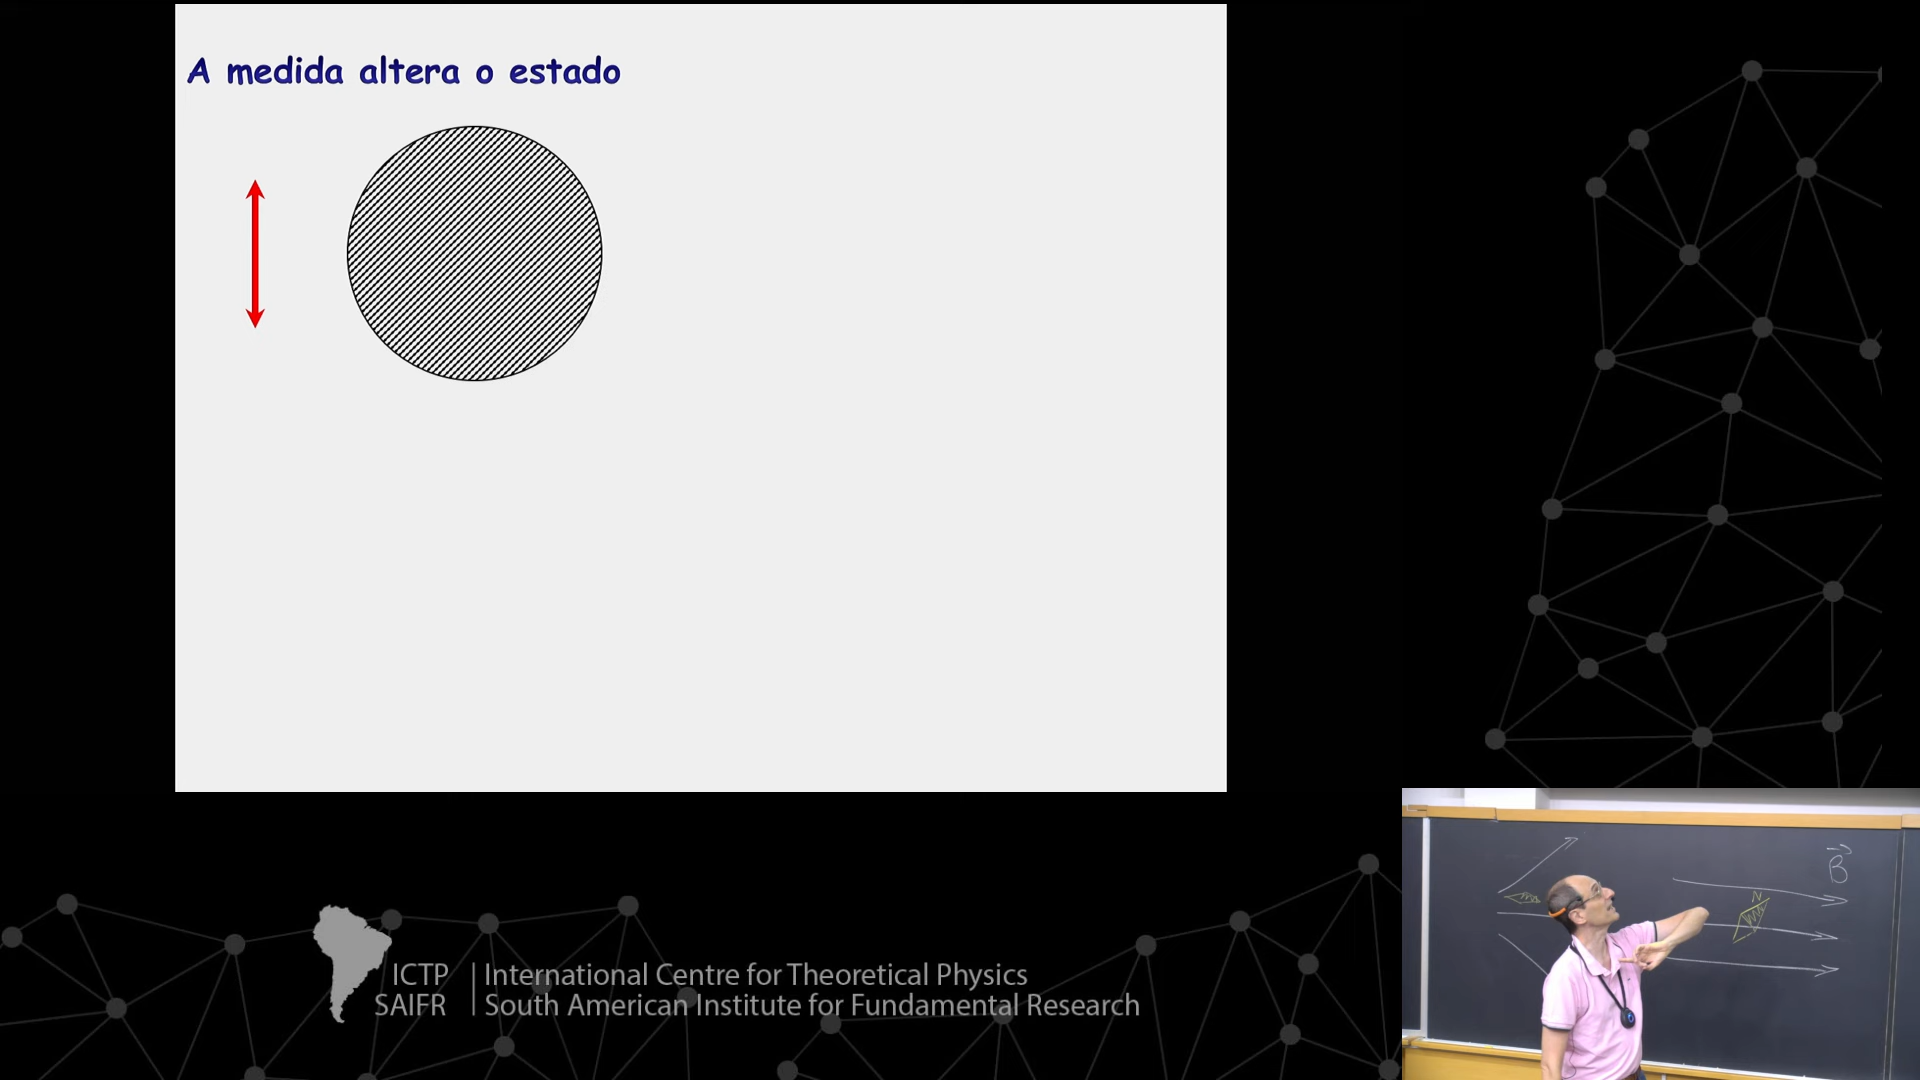 A medida altera o estado
B
N
ICTP
SAIFR
International Centre for Theoretical Physics
South American Institute for Fundamental Research